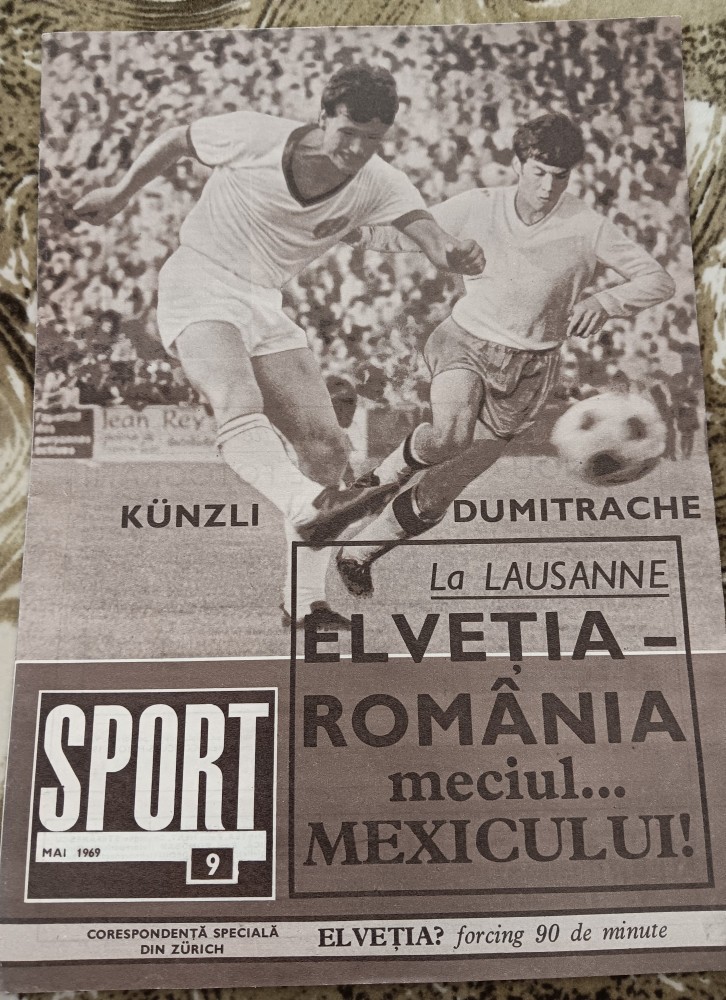 Jean Rey
KÜNZLI
DUMITRACHE
La LAUSANNE
ELVEȚIA –
ROMÂNIA
meciul...
MEXICULUI!
SPORT
MAI 1969
9
CORESPONDENȚĂ SPECIALĂ
DIN ZÜRICH
ELVEȚIA? forcing 90 de minute